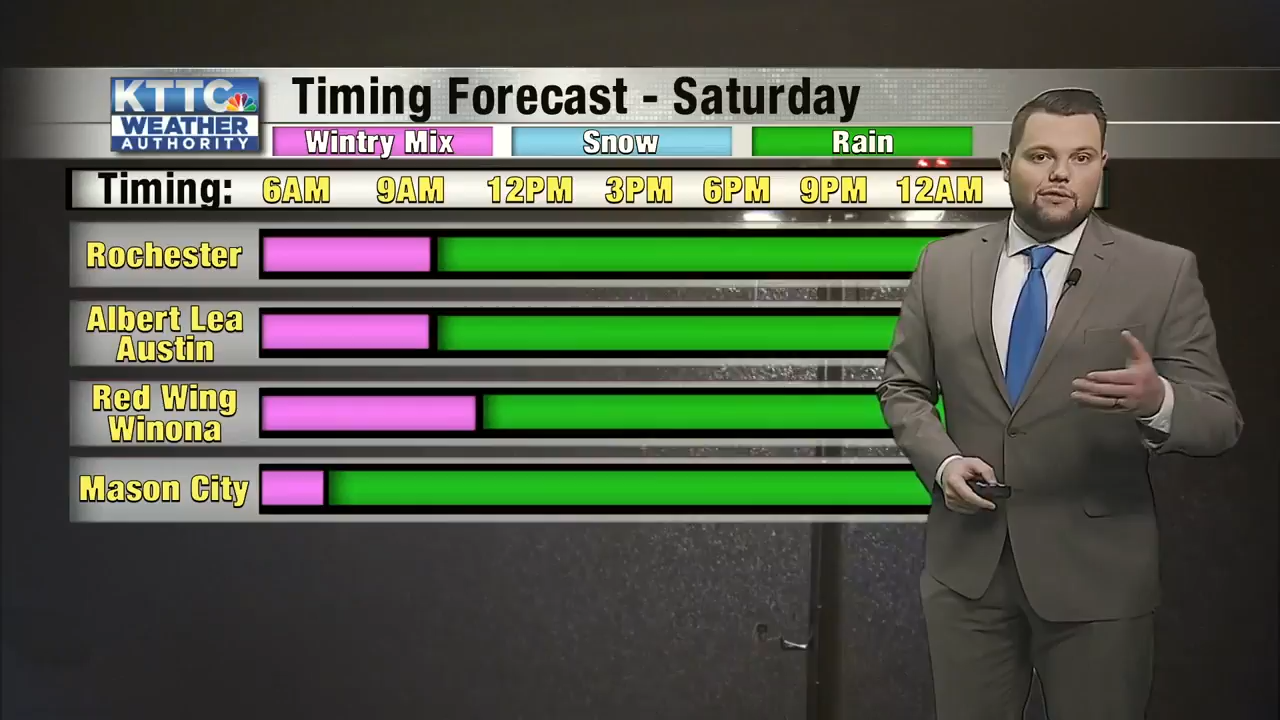 KTTC
WEATHER
AUTHORITY
Timing Forecast - Saturday
Wintry Mix Snow Rain
Timing: 6AM 9AM 12PM 3PM 6PM 9PM 12AM
Rochester
Albert Lea
Austin
Red Wing
Winona
Mason City